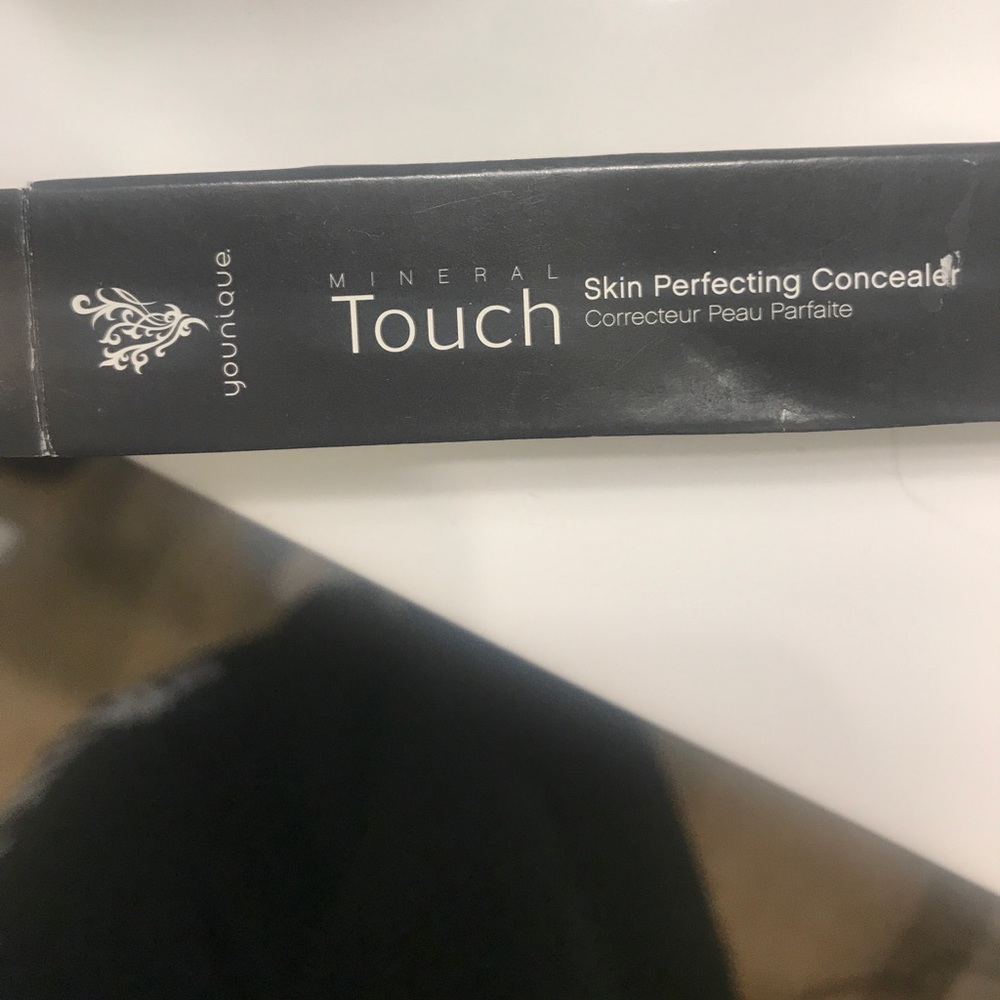 younique.
MINERAL
Touch
Skin Perfecting Concealer
Correcteur Peau Parfaite